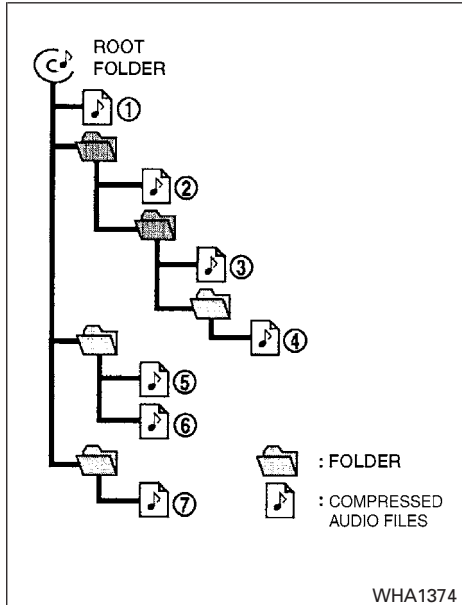 ROOT
FOLDER
①
②
③
④
⑤
⑥
⑦
: FOLDER
: COMPRESSED
AUDIO FILES
WHA1374